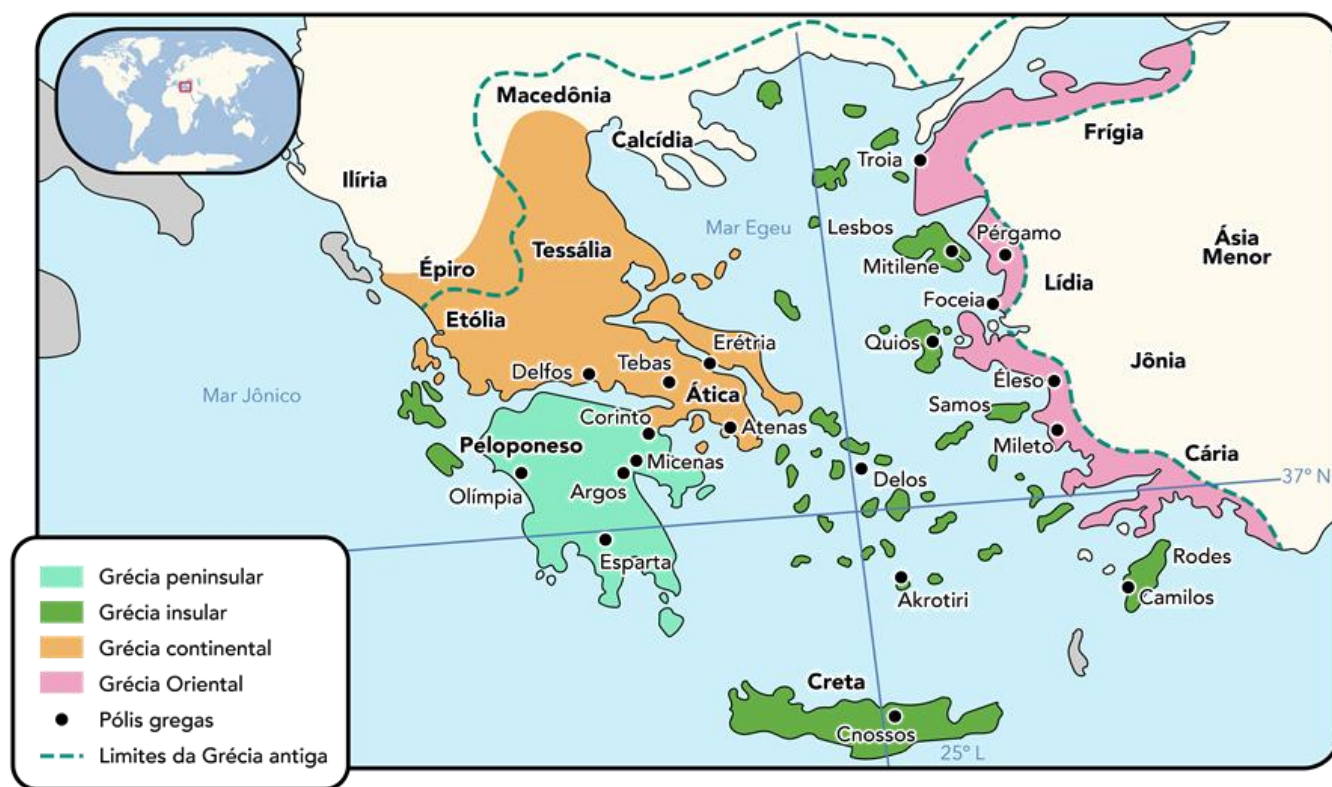 Macedônia
Calcídia
Frígia
Troia
Ilíria
Mar Egeu
Lesbos
Pérgamo
Ásia
Menor
Tessália
Mitilene
Épiro
Lídia
Foceia
Etólia
Erétria
Quios
Jônia
Tebas
Delfos
Éleso
Mar Jônico
Ática
Samos
Corinto
Atenas
Mileto
Peloponeso
Cária
Micenas
Delos
37° N
Olímpia
Argos
Esparta
Rodes
Akrotiri
Camilos
Creta
Cnossos
25° L
Grécia peninsular
Grécia insular
Grécia continental
Grécia Oriental
Pólis gregas
Limites da Grécia antiga